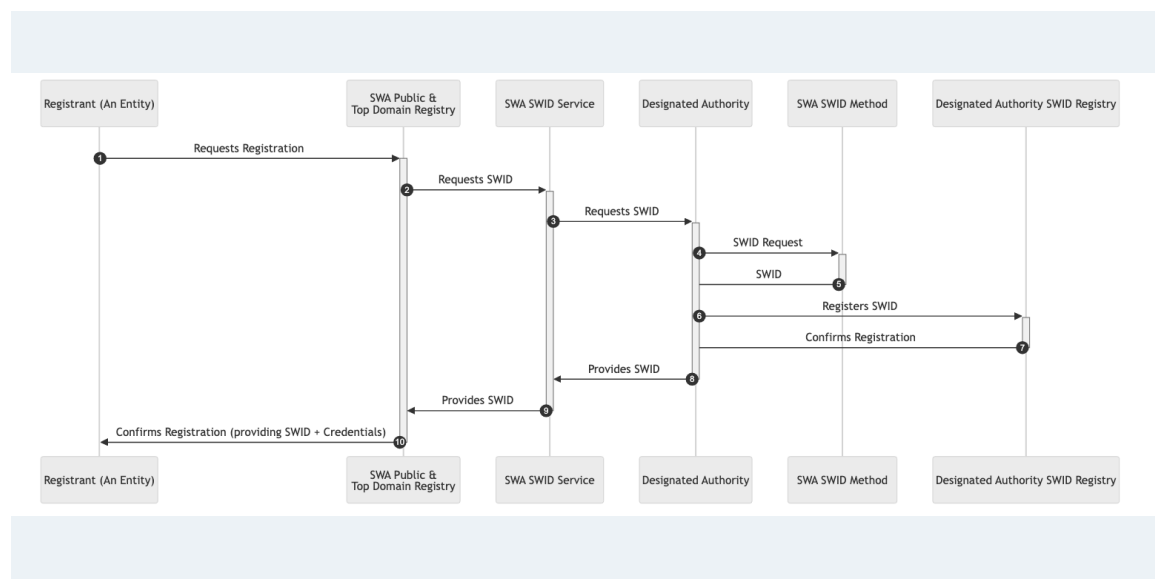 Registrant (An Entity)
SWA Public &
Top Domain Registry
SWA SWID Service
Designated Authority
SWA SWID Method
Designated Authority SWID Registry
Requests Registration
1
Requests SWID
2
Requests SWID
3
SWID Request
4
SWID
5
Registers SWID
6
Confirms Registration
7
Provides SWID
8
Provides SWID
9
Confirms Registration (providing SWID + Credentials)
10
Registrant (An Entity)
SWA Public &
Top Domain Registry
SWA SWID Service
Designated Authority
SWA SWID Method
Designated Authority SWID Registry